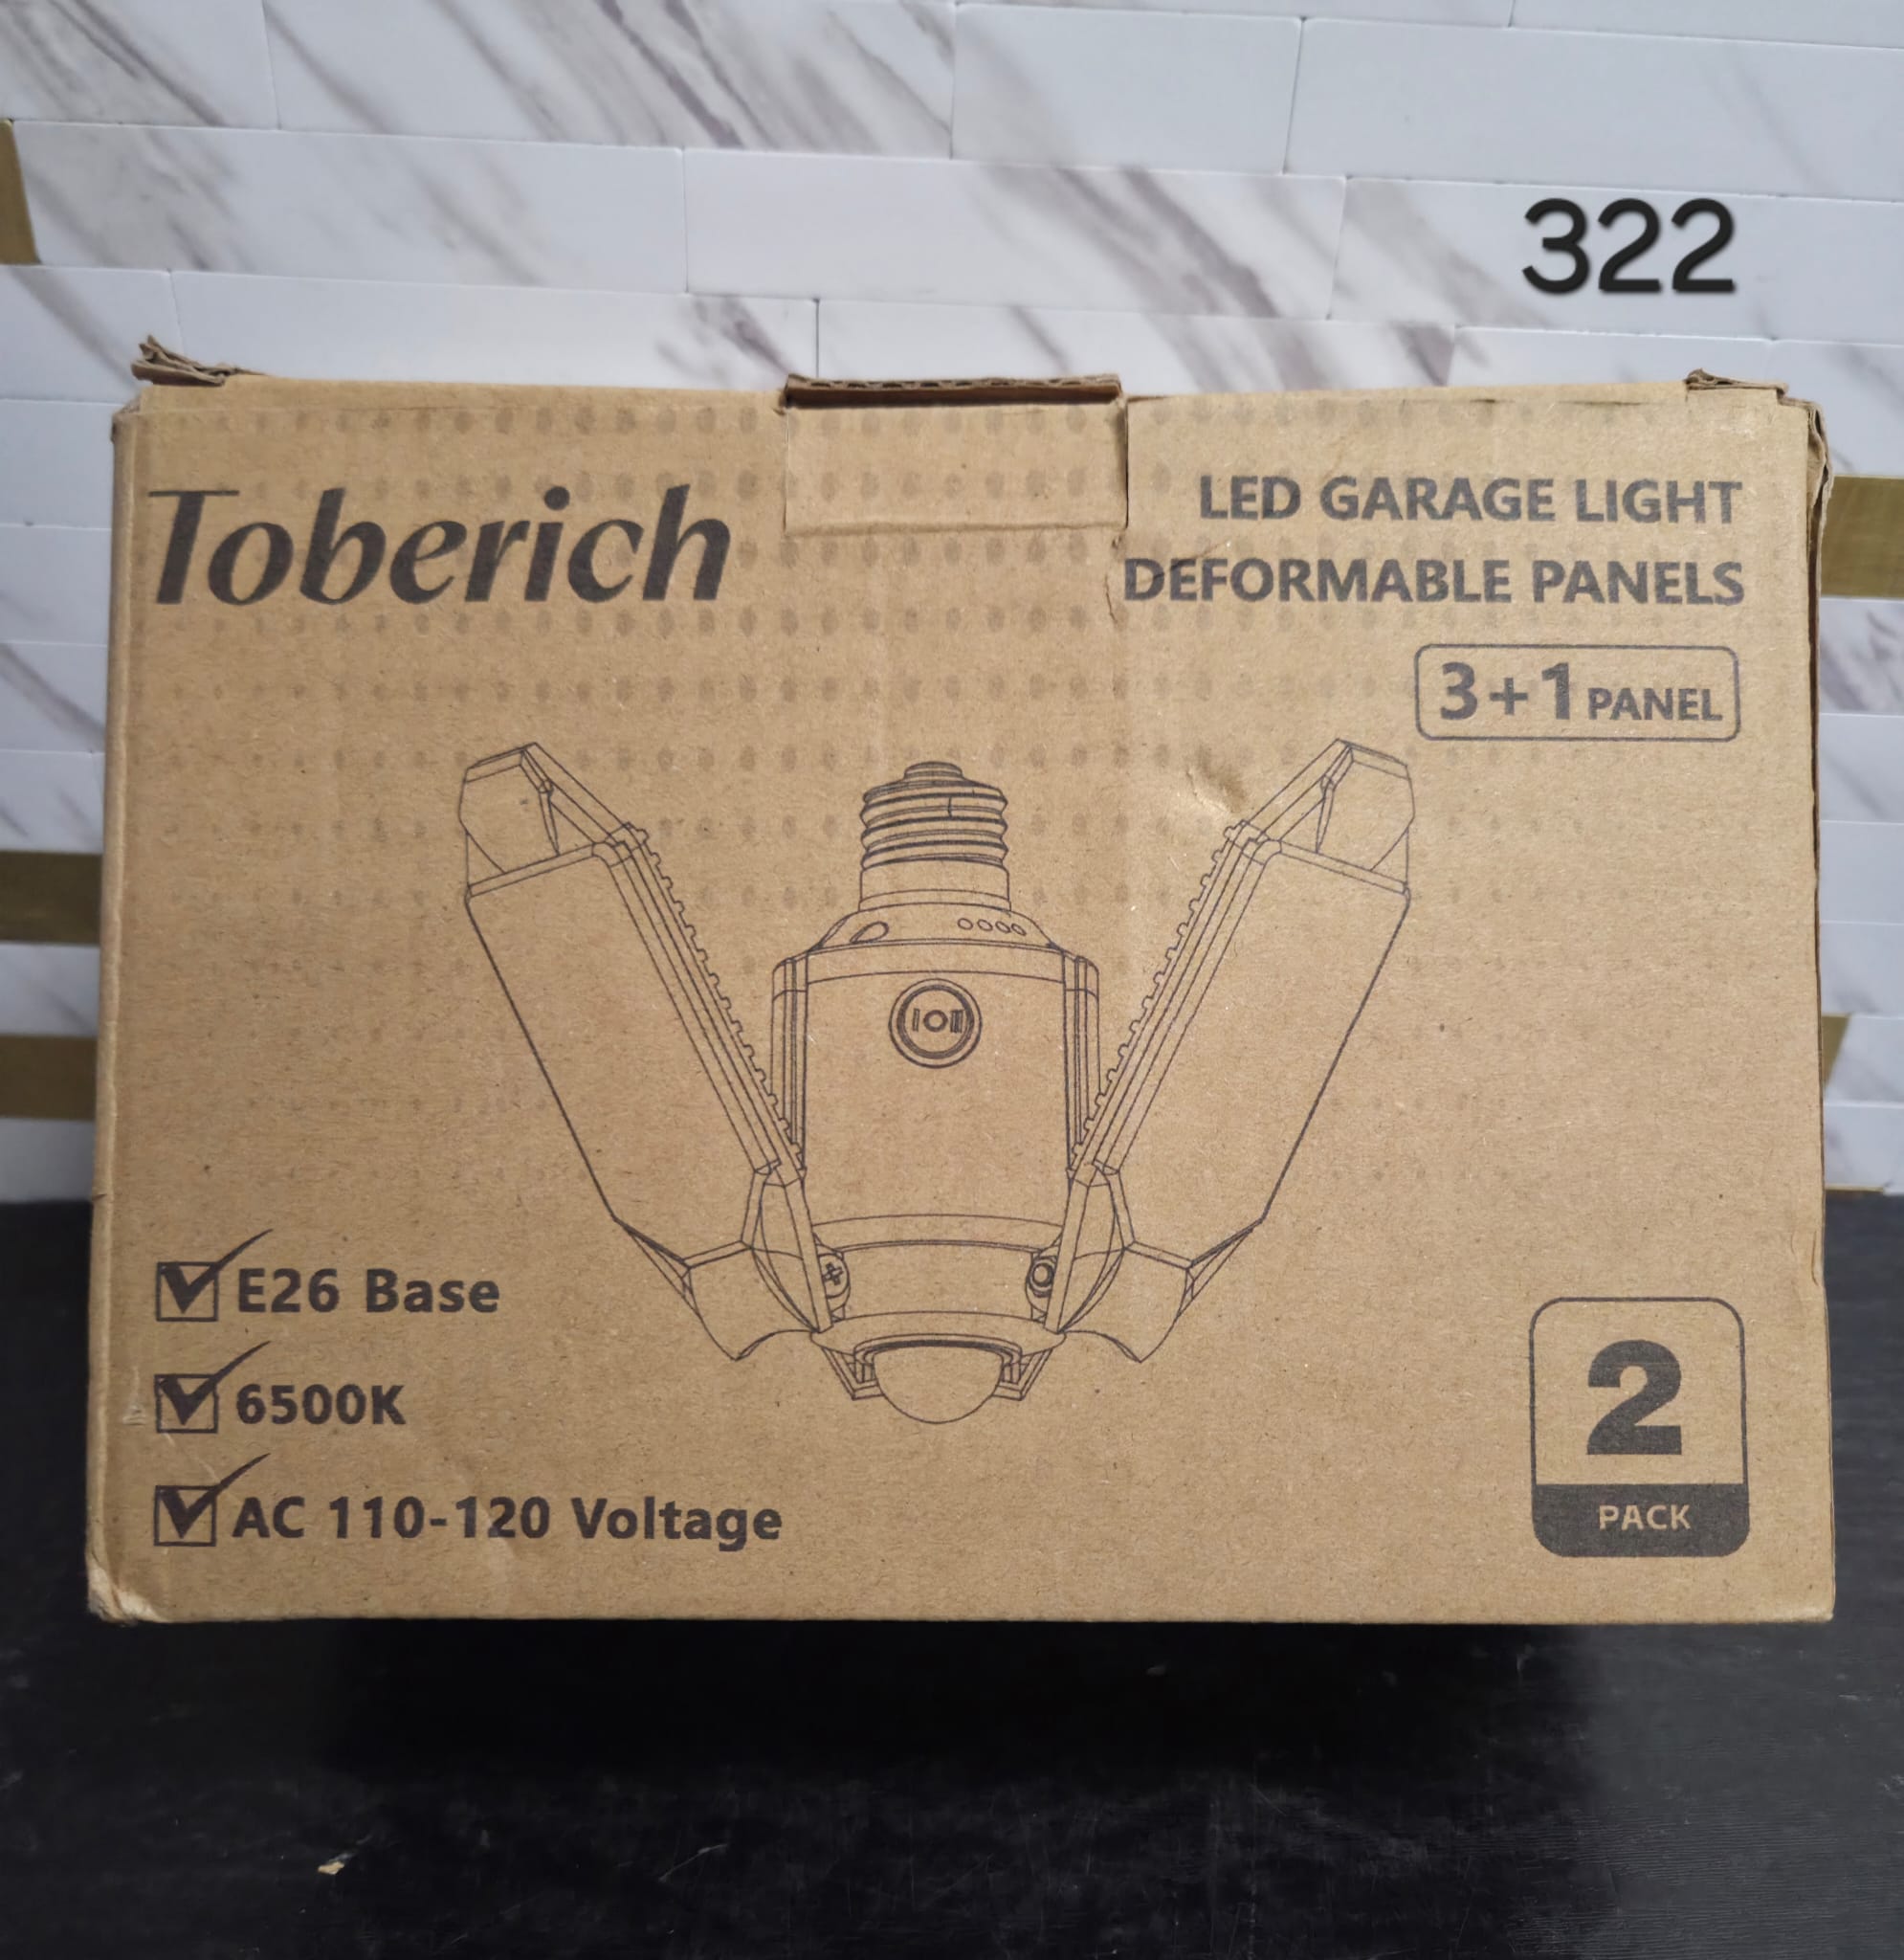 322
Toberich
LED GARAGE LIGHT
DEFORMABLE PANELS
3+1 PANEL
E26 Base
6500K
AC 110-120 Voltage
2
PACK